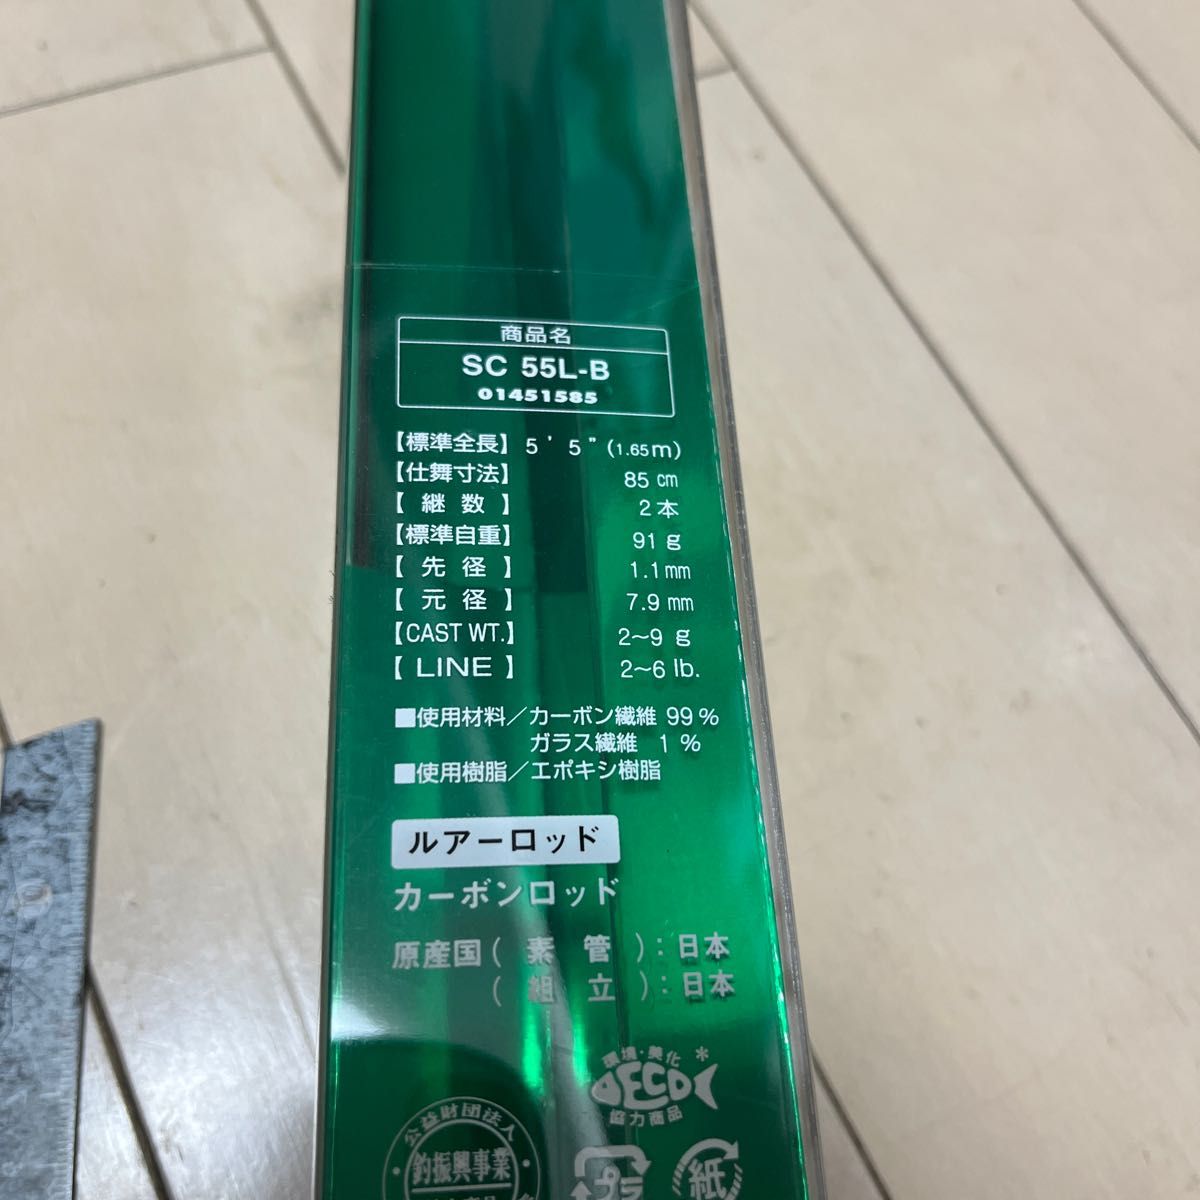 商品名
SC 55L-B
01451585
【標準全長】 5'5" (1.65m)
【仕舞寸法】 85 cm
【 継 数 】 2本
【標準自重】 91 g
【 先 径 】 1.1mm
【 元 径 】 7.9 mm
【CAST WT.】 2〜9 g
【 LINE 】 2〜6 lb.
■使用材料/カーボン繊維 99%
ガラス繊維 1%
■使用樹脂/エポキシ樹脂
ルアーロッド
カーボンロッド
原産国 ( 素 管 ) : 日本
( 組 立 ) : 日本
環境・美化 *
ECO
協力商品
公益財団法人
釣振興事業
プラ
紙